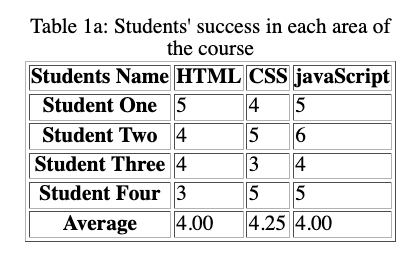 Table 1a: Students' success in each area of
the course
Students Name HTML CSS javaScript
Student One 5 4 5
Student Two 4 5 6
Student Three 4 3 4
Student Four 3 5 5
Average 4.00 4.25 4.00